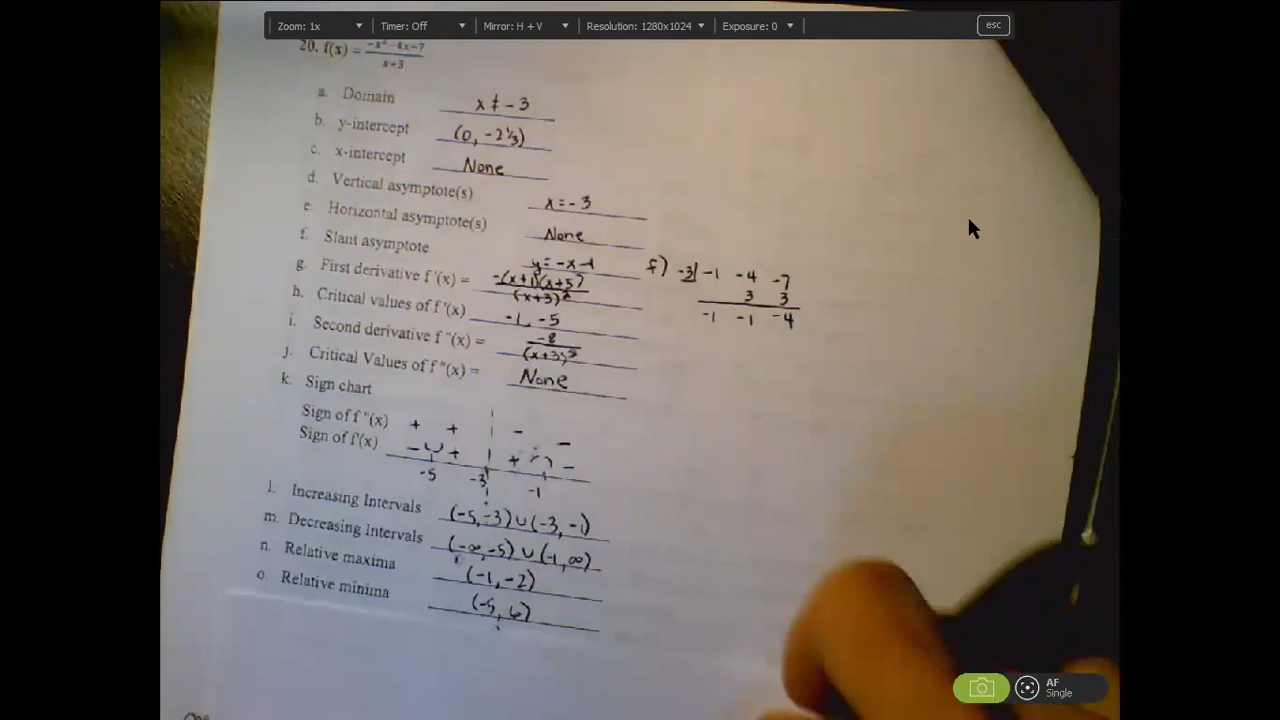 Zoom: 1x Timer: Off Mirror: H + V Resolution: 1280x1024 Exposure: 0 esc
20. f(x) = (-x²-4x-7)/(x+3)
a. Domain x ≠ -3
b. y-intercept (0, -2⅓)
c. x-intercept None
d. Vertical asymptote(s) x = -3
e. Horizontal asymptote(s) None
f. Slant asymptote y = -x-1
f) -3| -1 -4 -7
3 3
-1 -1 -4
g. First derivative f'(x) = -(x+1)(x+5)/(x+3)²
h. Critical values of f'(x) -1, -5
i. Second derivative f"(x) = -8/(x+3)³
j. Critical Values of f"(x) = None
k. Sign chart
Sign of f"(x) + + - -
Sign of f'(x) - + + -
-5 -3 -1
l. Increasing Intervals (-5, -3) ∪ (-3, -1)
m. Decreasing Intervals (-∞, -5) ∪ (-1, ∞)
n. Relative maxima (-1, -2)
o. Relative minima (-5, 6)
AF
Single